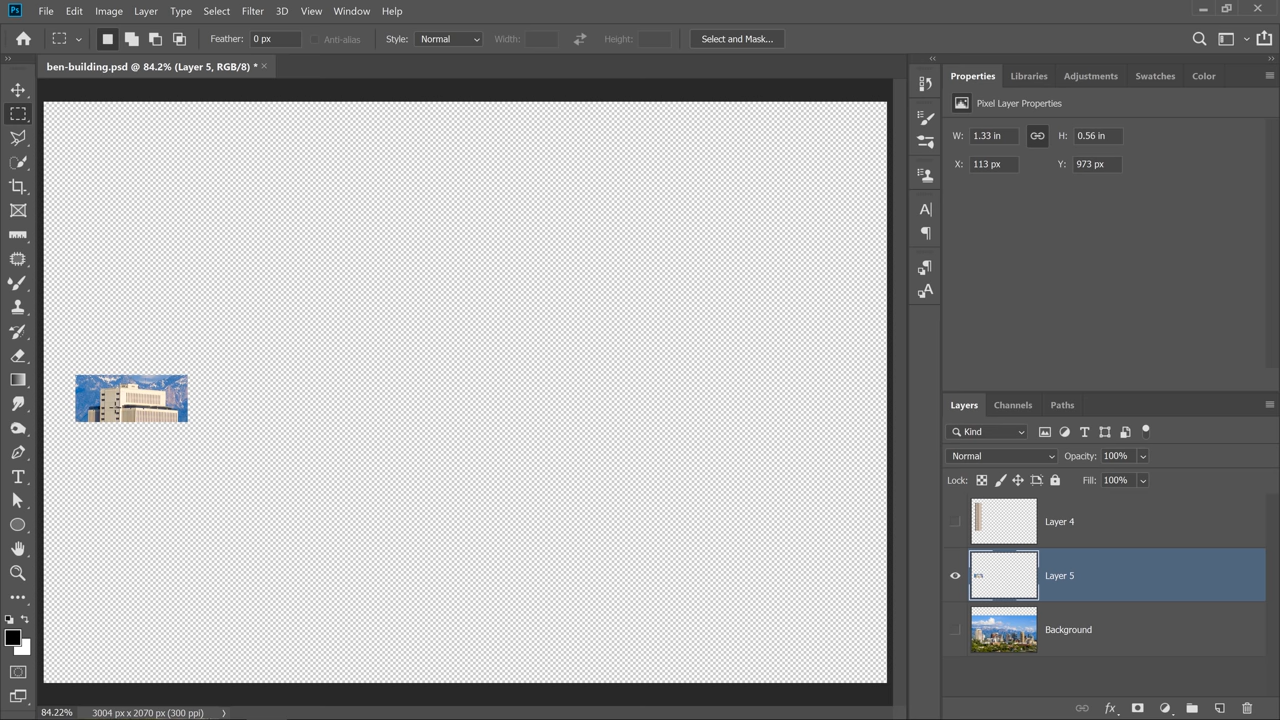 Ps File Edit Image Layer Type Select Filter 3D View Window Help
Feather: 0 px Anti-alias Style: Normal Width: Height: Select and Mask...
ben-building.psd @ 84.2% (Layer 5, RGB/8) * ×
Properties Libraries Adjustments Swatches Color
Pixel Layer Properties
W: 1.33 in H: 0.56 in
X: 113 px Y: 973 px
Layers Channels Paths
Kind
Normal Opacity: 100%
Lock: Fill: 100%
Layer 4
Layer 5
Background
84.22% 3004 px x 2070 px (300 ppi)